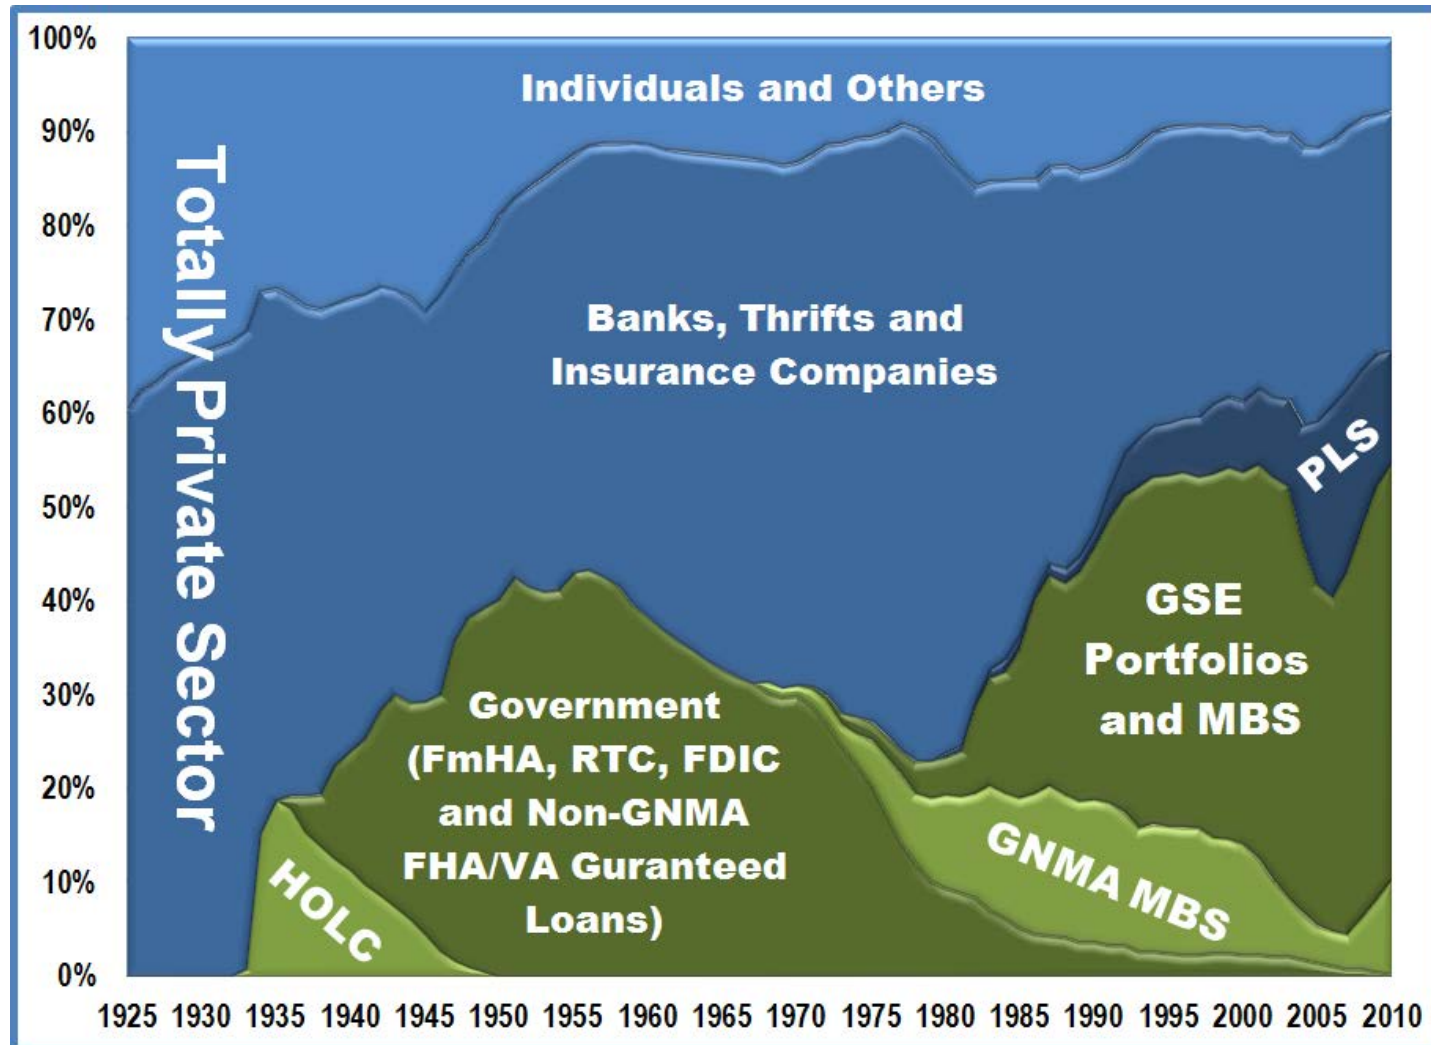 100%
90%
80%
70%
60%
50%
40%
30%
20%
10%
0%
Individuals and Others
Totally Private Sector
Banks, Thrifts and
Insurance Companies
PLS
GSE
Portfolios
and MBS
Government
(FmHA, RTC, FDIC
and Non-GNMA
FHA/VA Guranteed
Loans)
GNMA MBS
HOLC
1925 1930 1935 1940 1945 1950 1955 1960 1965 1970 1975 1980 1985 1990 1995 2000 2005 2010